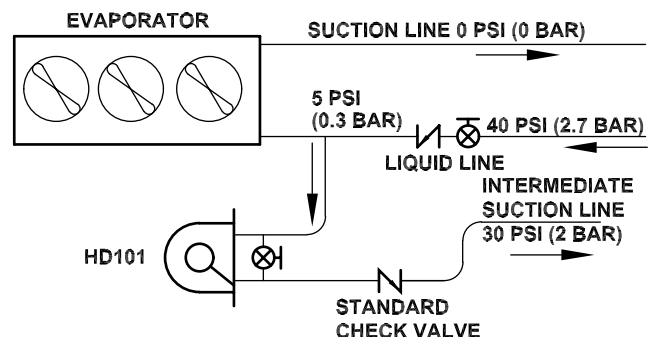 EVAPORATOR
SUCTION LINE 0 PSI (0 BAR)
5 PSI
(0.3 BAR)
40 PSI (2.7 BAR)
LIQUID LINE
INTERMEDIATE
SUCTION LINE
30 PSI (2 BAR)
HD101
STANDARD
CHECK VALVE